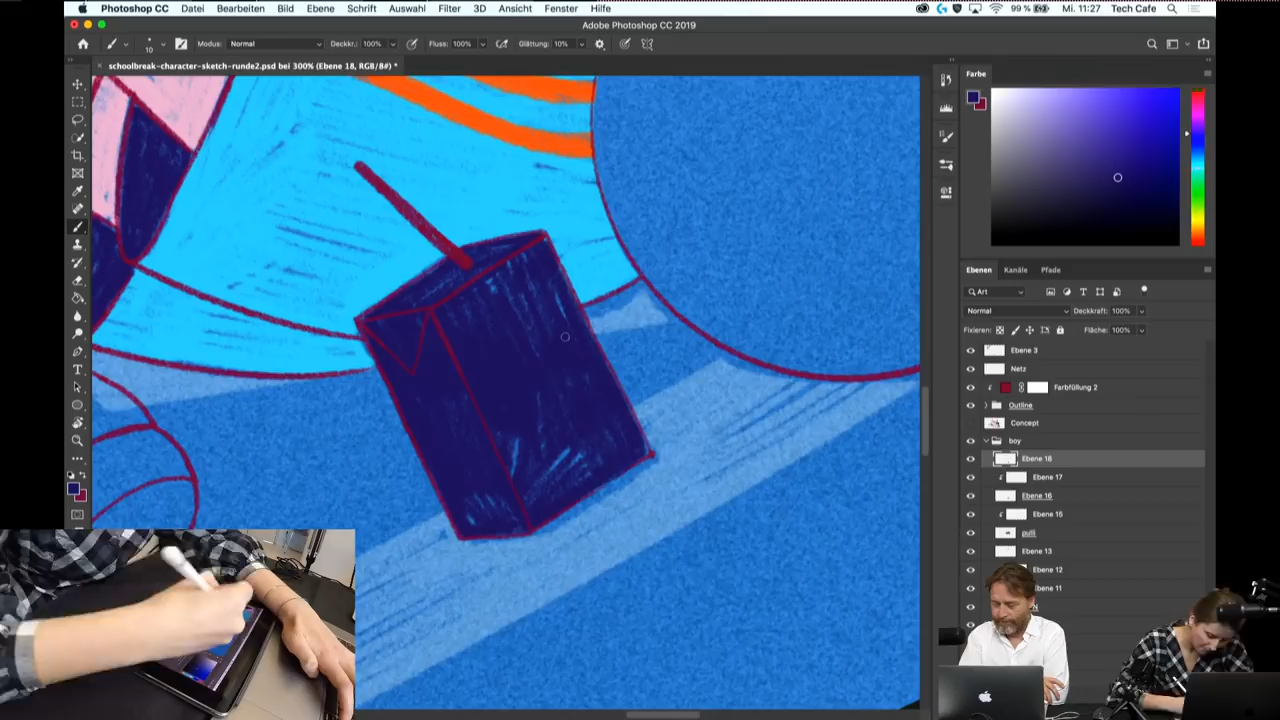 Photoshop CC Datei Bearbeiten Bild Ebene Schrift Auswahl Filter 3D Ansicht Fenster Hilfe 99 % Mi. 11:27 Tech Cafe
Adobe Photoshop CC 2019
10 Modus: Normal Deckkr.: 100% Fluss: 100% Glättung: 10%
× schoolbreak-character-sketch-runde2.psd bei 300% (Ebene 18, RGB/8#) *
Farbe
Ebenen Kanäle Pfade
Art
Normal Deckkraft: 100%
Fixieren: Fläche: 100%
Ebene 3
Netz
Farbfüllung 2
Outline
Concept
boy
Ebene 18
Ebene 17
Ebene 16
Ebene 15
pulli
Ebene 13
Ebene 12
Ebene 11